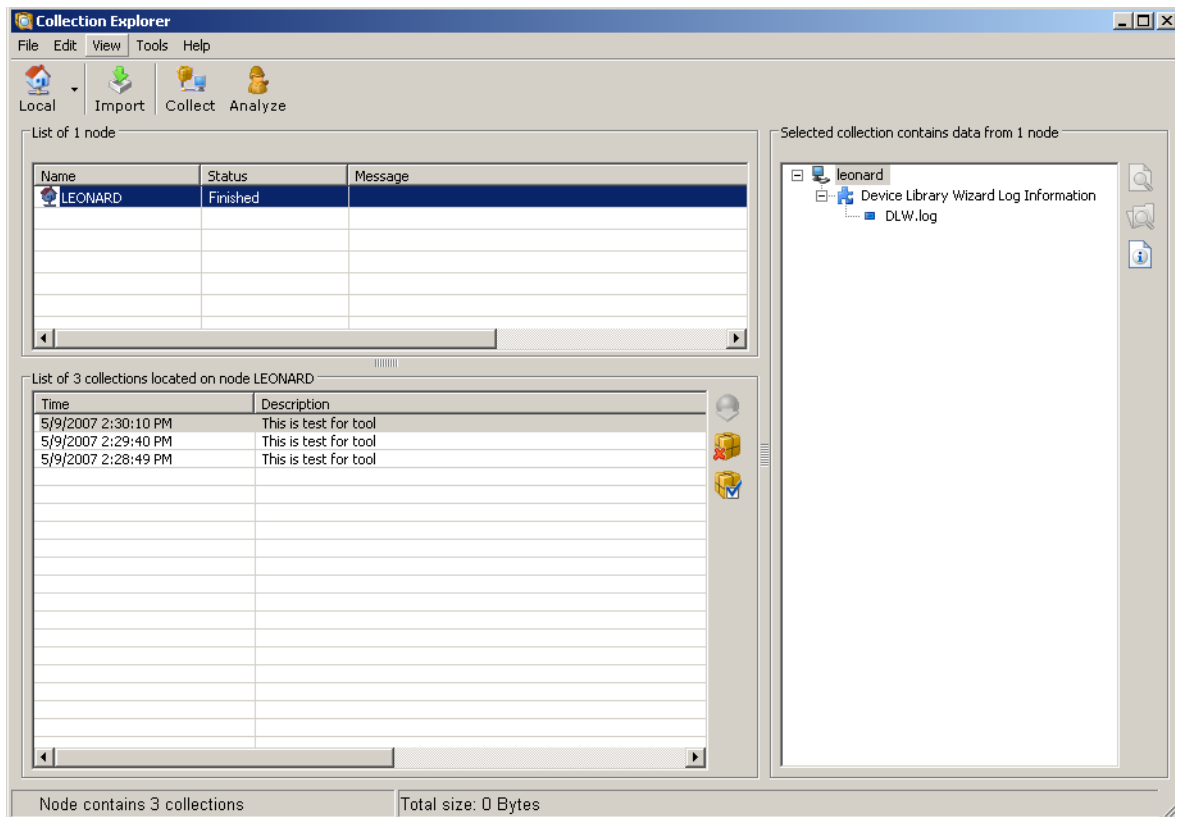 Collection Explorer
File Edit View Tools Help
Local Import Collect Analyze
List of 1 node
Name Status Message
LEONARD Finished
List of 3 collections located on node LEONARD
Time Description
5/9/2007 2:30:10 PM This is test for tool
5/9/2007 2:29:40 PM This is test for tool
5/9/2007 2:28:49 PM This is test for tool
Selected collection contains data from 1 node
leonard
Device Library Wizard Log Information
DLW.log
Node contains 3 collections Total size: 0 Bytes